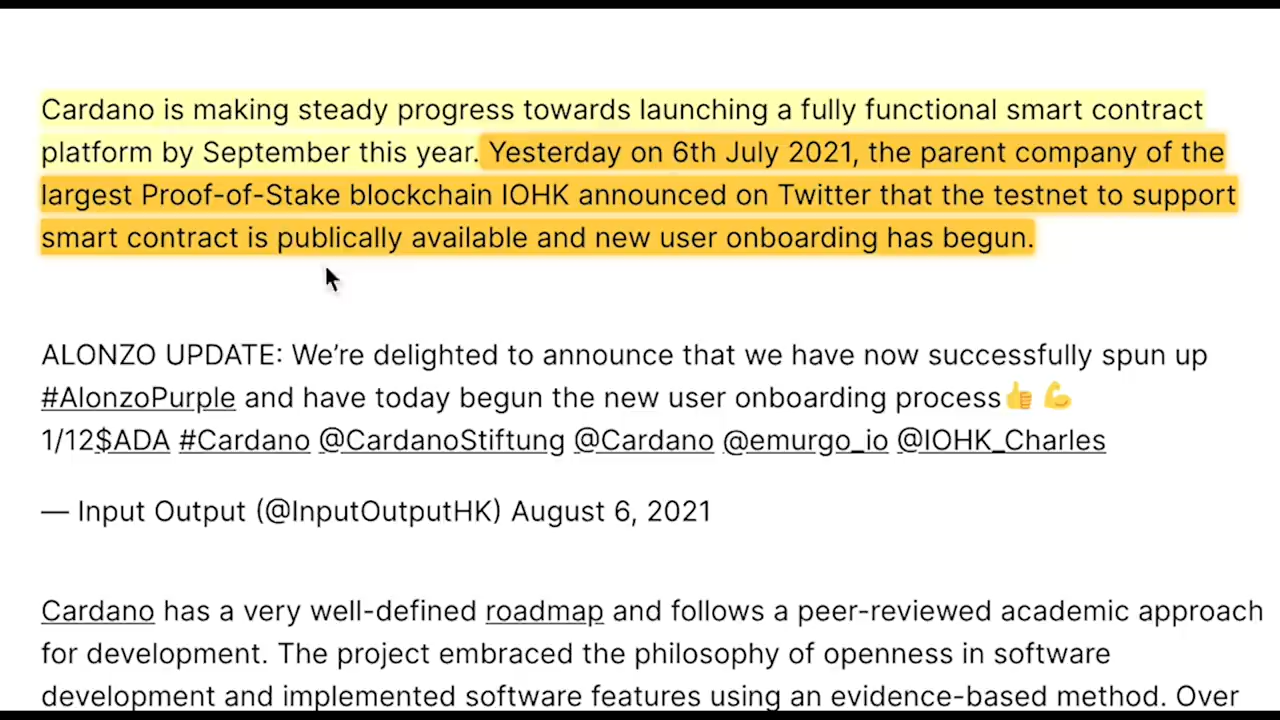 Cardano is making steady progress towards launching a fully functional smart contract
platform by September this year. Yesterday on 6th July 2021, the parent company of the
largest Proof-of-Stake blockchain IOHK announced on Twitter that the testnet to support
smart contract is publically available and new user onboarding has begun.
ALONZO UPDATE: We’re delighted to announce that we have now successfully spun up
#AlonzoPurple and have today begun the new user onboarding process👍💪
1/12$ADA #Cardano @CardanoStiftung @Cardano @emurgo_io @IOHK_Charles
— Input Output (@InputOutputHK) August 6, 2021
Cardano has a very well-defined roadmap and follows a peer-reviewed academic approach
for development. The project embraced the philosophy of openness in software
development and implemented software features using an evidence-based method. Over